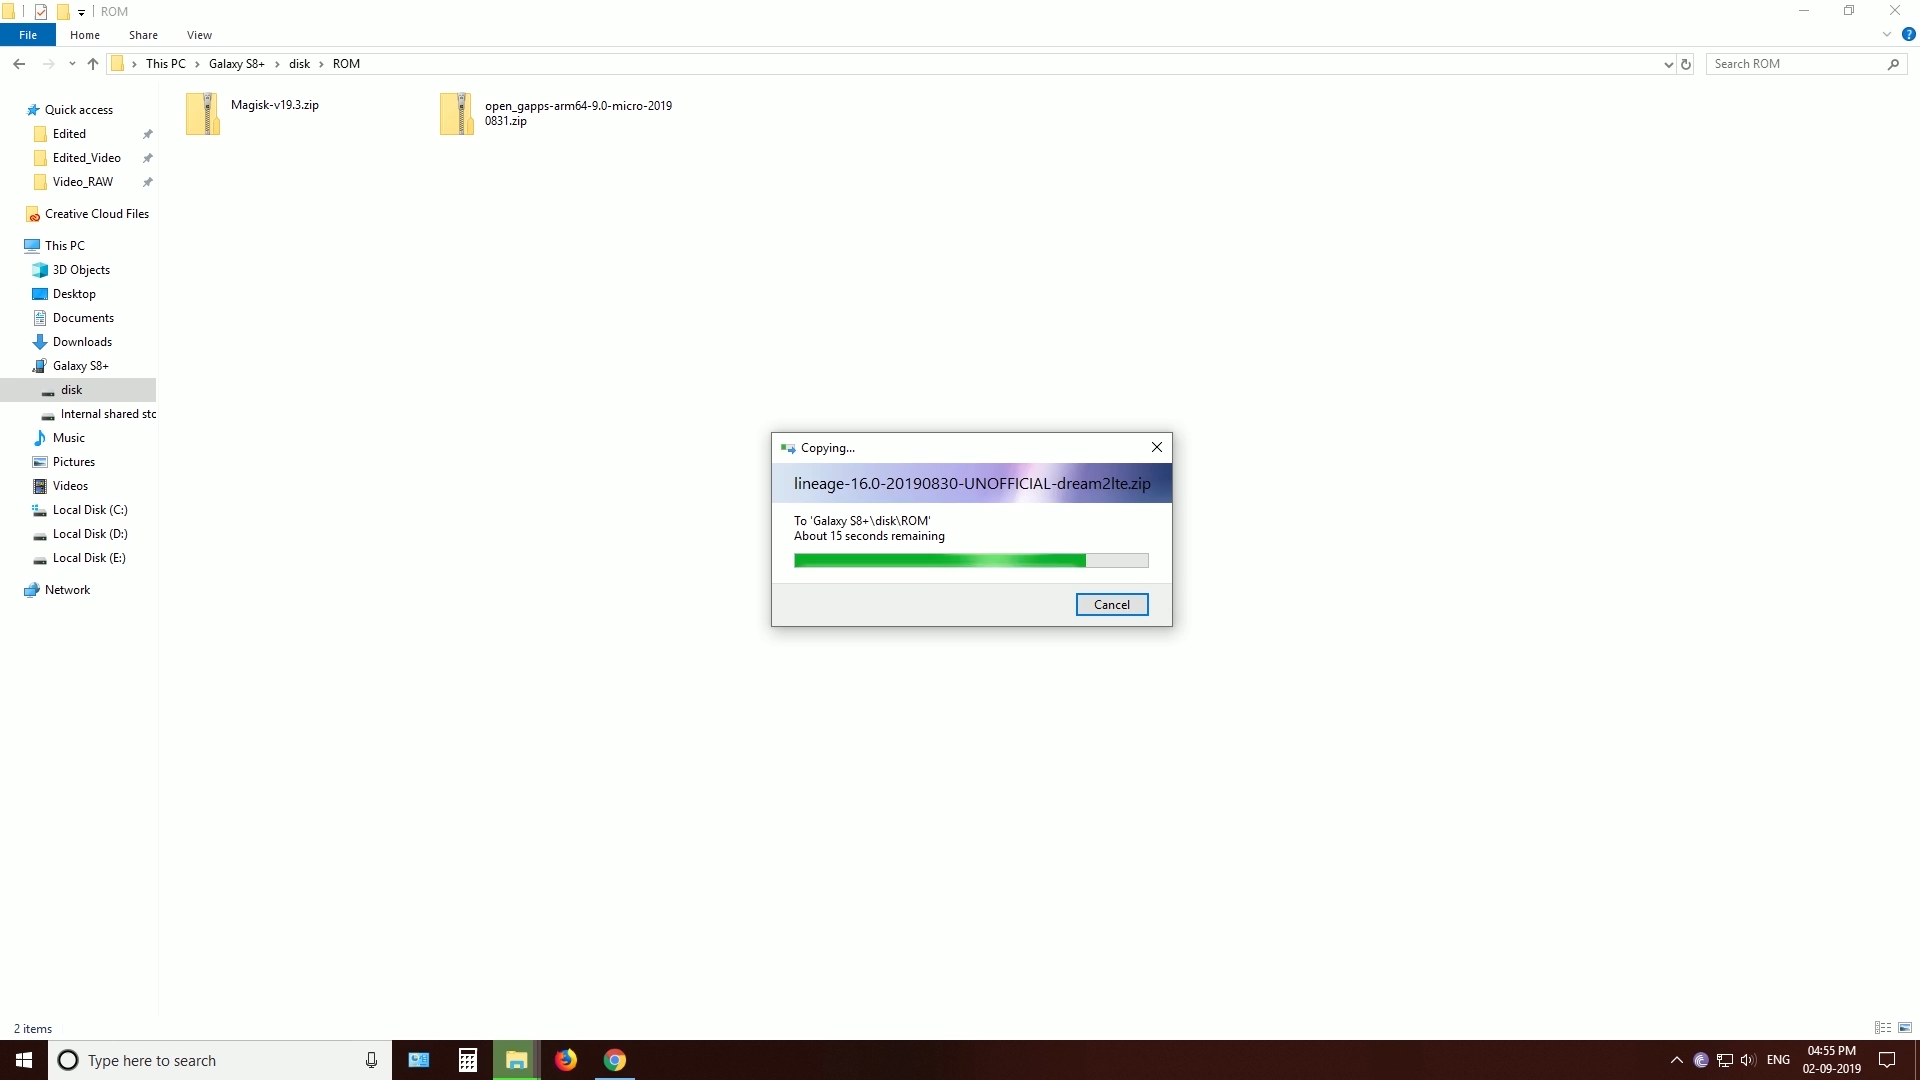 ROM
File Home Share View
This PC Galaxy S8+ disk ROM
Search ROM
Quick access
Edited
Edited_Video
Video_RAW
Creative Cloud Files
This PC
3D Objects
Desktop
Documents
Downloads
Galaxy S8+
disk
Internal shared sto
Music
Pictures
Videos
Local Disk (C:)
Local Disk (D:)
Local Disk (E:)
Network
Magisk-v19.3.zip
open_gapps-arm64-9.0-micro-2019
0831.zip
Copying...
lineage-16.0-20190830-UNOFFICIAL-dream2lte.zip
To 'Galaxy S8+\disk\ROM'
About 15 seconds remaining
Cancel
2 items
Type here to search
ENG
04:55 PM
02-09-2019